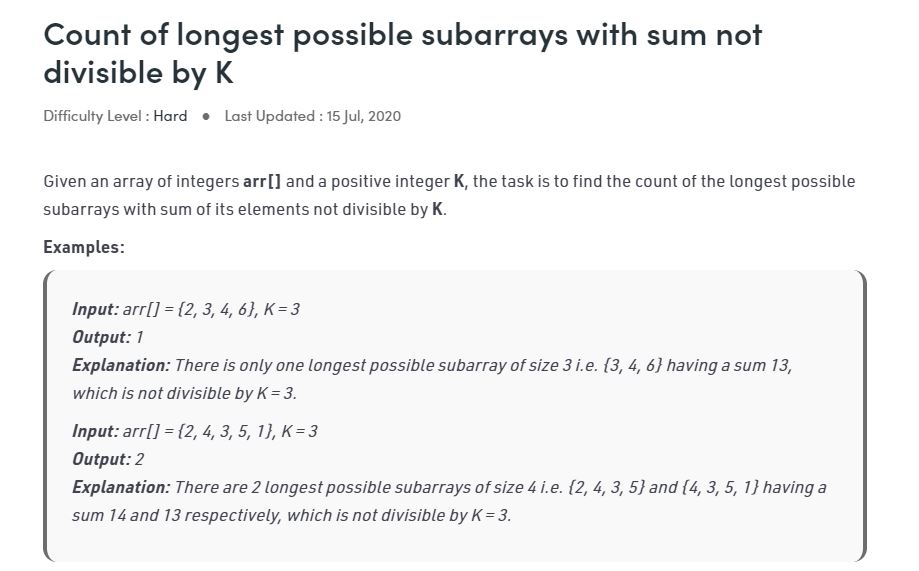 Count of longest possible subarrays with sum not
divisible by K
Difficulty Level : Hard ● Last Updated : 15 Jul, 2020
Given an array of integers arr[] and a positive integer K, the task is to find the count of the longest possible
subarrays with sum of its elements not divisible by K.
Examples:
Input: arr[] = {2, 3, 4, 6}, K = 3
Output: 1
Explanation: There is only one longest possible subarray of size 3 i.e. {3, 4, 6} having a sum 13,
which is not divisible by K = 3.
Input: arr[] = {2, 4, 3, 5, 1}, K = 3
Output: 2
Explanation: There are 2 longest possible subarrays of size 4 i.e. {2, 4, 3, 5} and {4, 3, 5, 1} having a
sum 14 and 13 respectively, which is not divisible by K = 3.